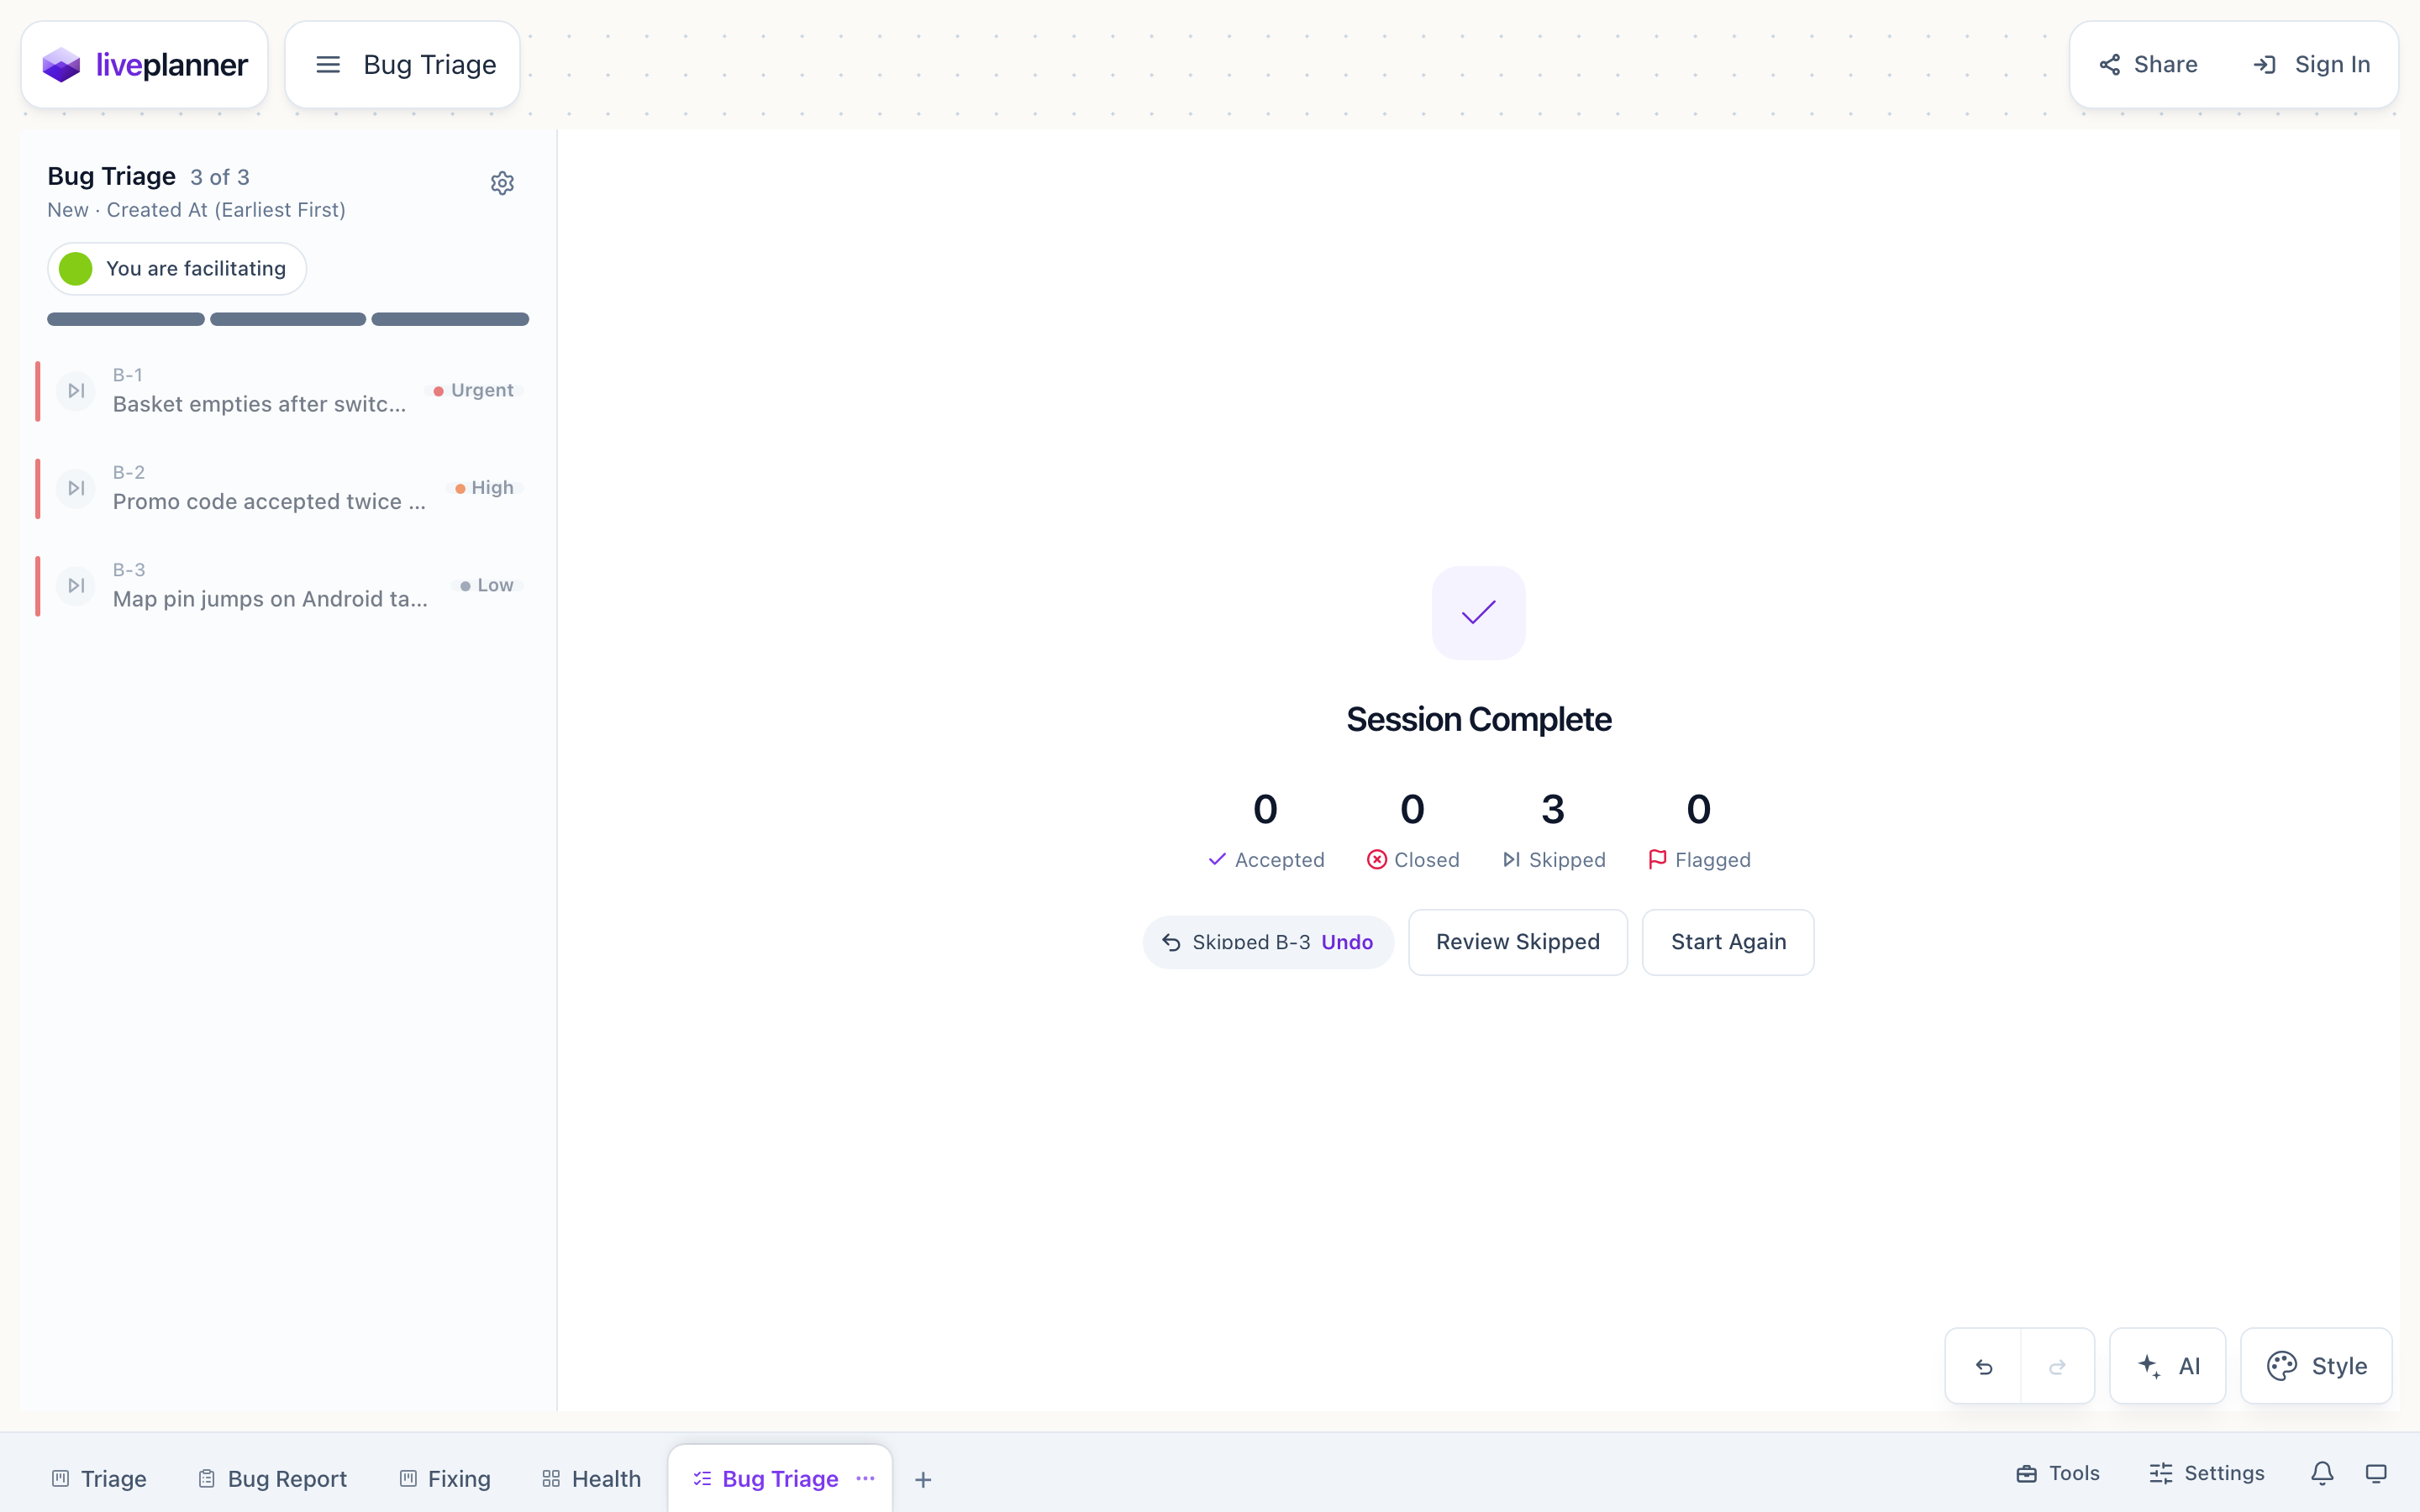 liveplanner
Bug Triage
Share
Sign In
Bug Triage 3 of 3
New · Created At (Earliest First)
You are facilitating
B-1
Basket empties after switc...
Urgent
B-2
Promo code accepted twice ...
High
B-3
Map pin jumps on Android ta...
Low
Session Complete
0 0 3 0
Accepted Closed Skipped Flagged
Skipped B-3 Undo
Review Skipped
Start Again
AI
Style
Triage
Bug Report
Fixing
Health
Bug Triage
Tools
Settings